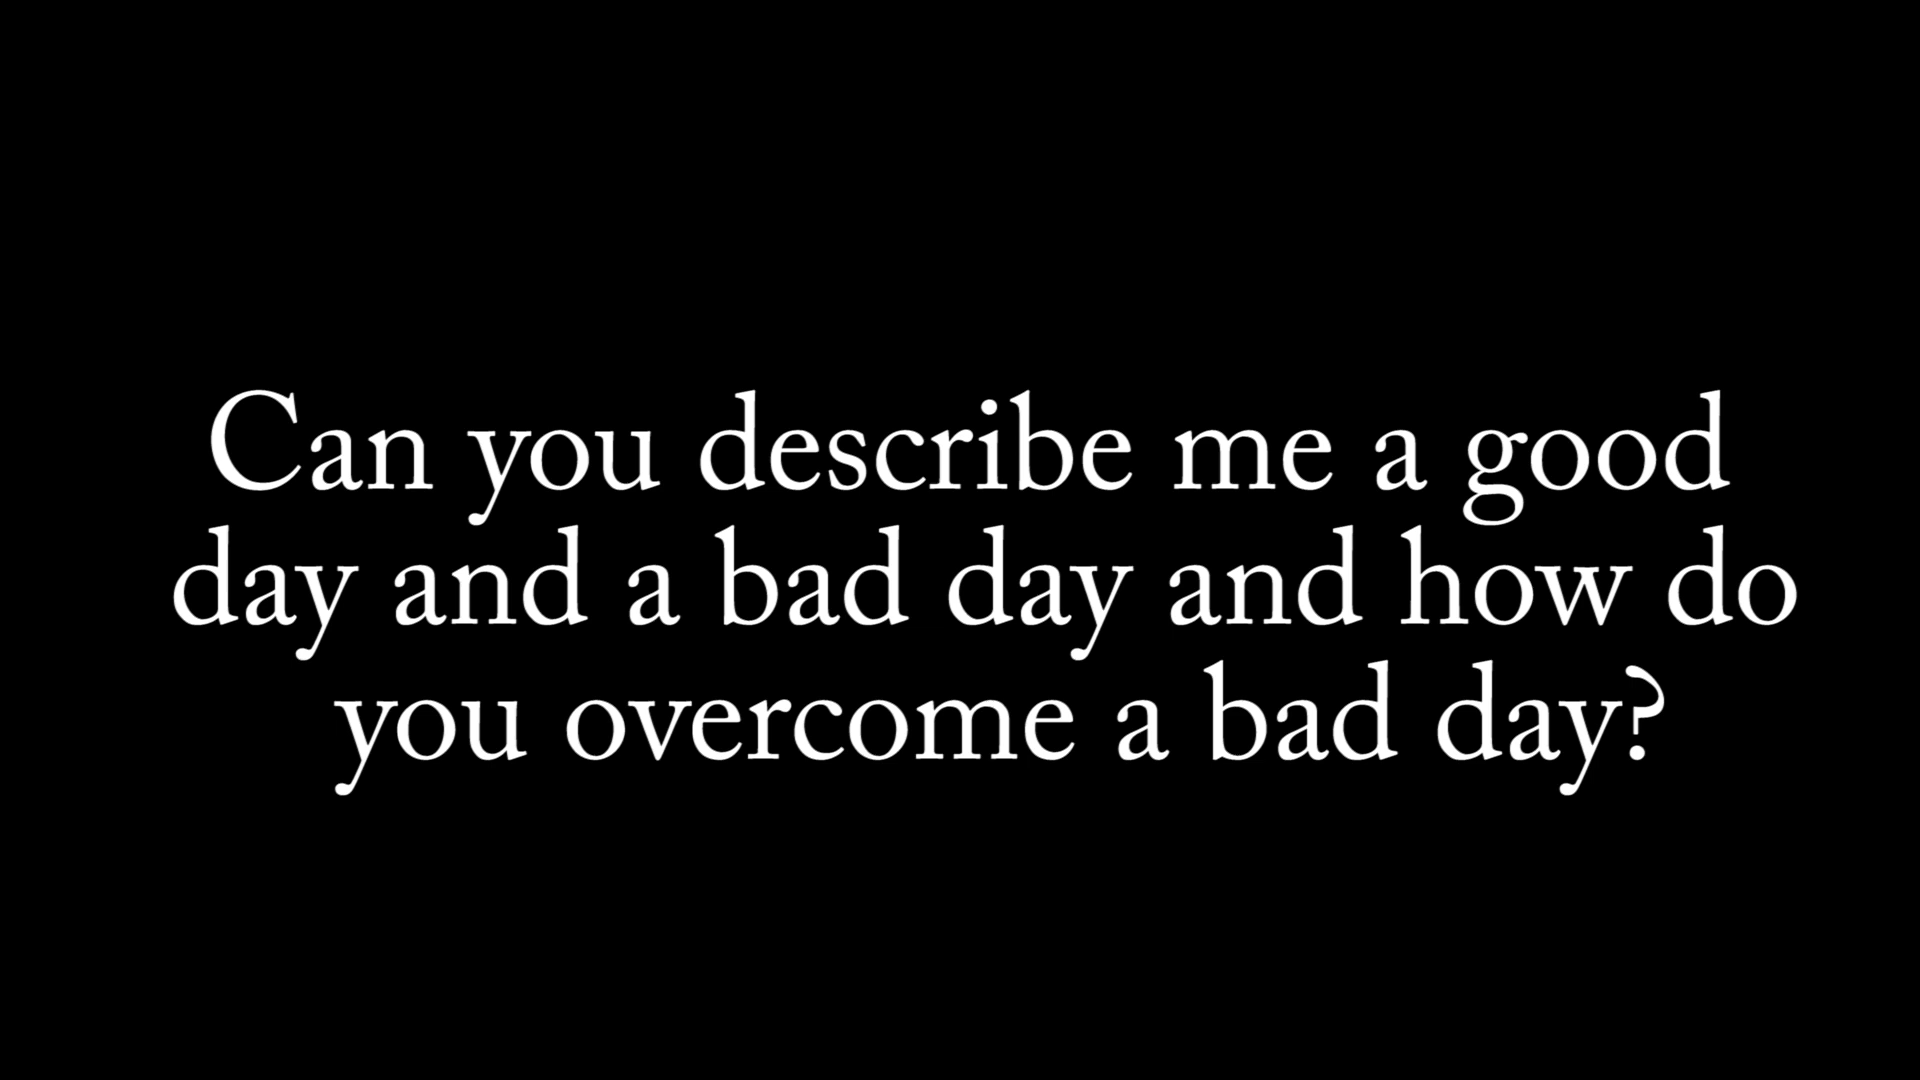 Can you describe me a good
day and a bad day and how do
you overcome a bad day?